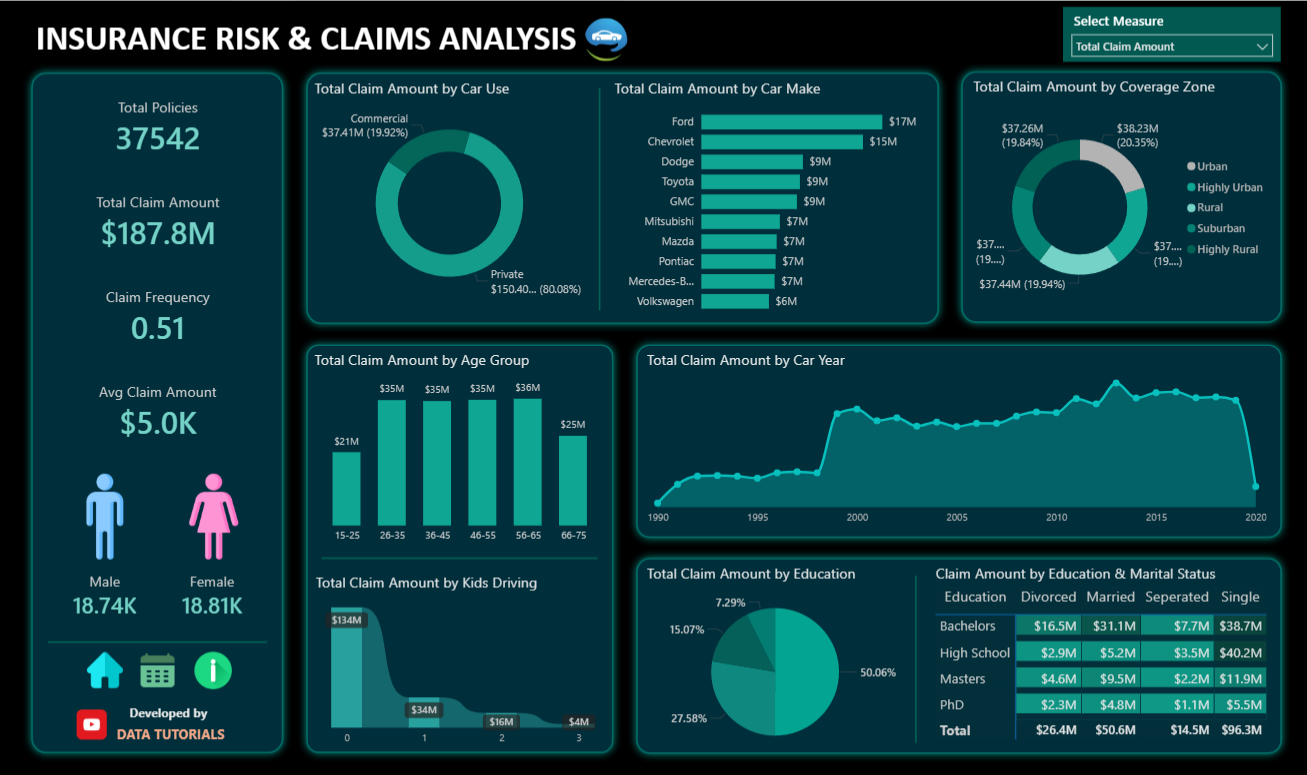 INSURANCE RISK & CLAIMS ANALYSIS
Select Measure
Total Claim Amount
Total Policies
37542
Total Claim Amount
$187.8M
Claim Frequency
0.51
Avg Claim Amount
$5.0K
Male
18.74K
Female
18.81K
Developed by
DATA TUTORIALS
Total Claim Amount by Car Use
Commercial
$37.41M (19.92%)
Private
$150.40... (80.08%)
Total Claim Amount by Car Make
Ford $17M
Chevrolet $15M
Dodge $9M
Toyota $9M
GMC $9M
Mitsubishi $7M
Mazda $7M
Pontiac $7M
Mercedes-B... $7M
Volkswagen $6M
Total Claim Amount by Coverage Zone
$37.26M
(19.84%)
$38.23M
(20.35%)
$37....
(19....)
$37....
(19....)
$37.44M (19.94%)
Urban
Highly Urban
Rural
Suburban
Highly Rural
Total Claim Amount by Age Group
$21M $35M $35M $35M $36M $25M
15-25 26-35 36-45 46-55 56-65 66-75
Total Claim Amount by Kids Driving
$134M $34M $16M $4M
0 1 2 3
Total Claim Amount by Car Year
1990 1995 2000 2005 2010 2015 2020
Total Claim Amount by Education
7.29%
15.07%
50.06%
27.58%
Claim Amount by Education & Marital Status
Education Divorced Married Seperated Single
Bachelors $16.5M $31.1M $7.7M $38.7M
High School $2.9M $5.2M $3.5M $40.2M
Masters $4.6M $9.5M $2.2M $11.9M
PhD $2.3M $4.8M $1.1M $5.5M
Total $26.4M $50.6M $14.5M $96.3M